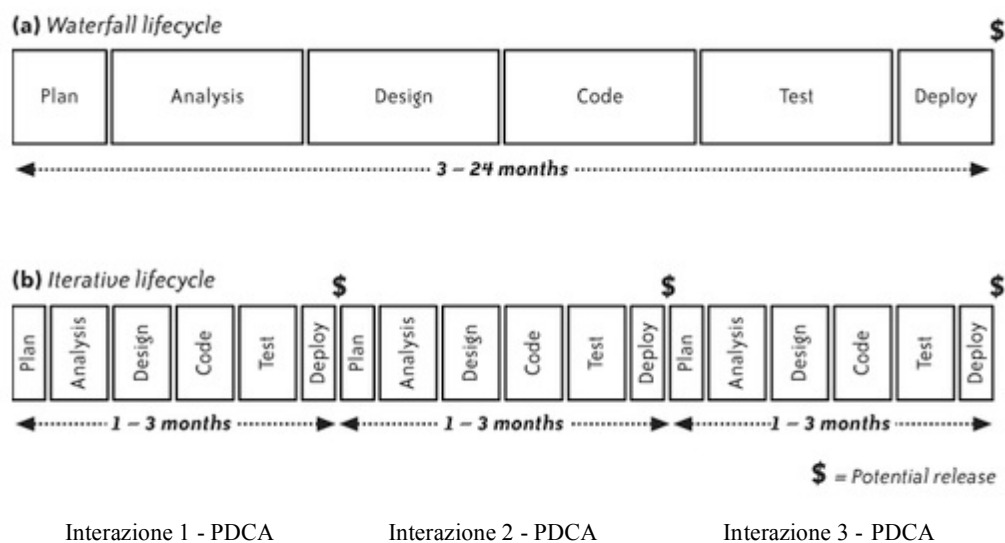 (a) Waterfall lifecycle
$
Plan Analysis Design Code Test Deploy
3 – 24 months
(b) Iterative lifecycle
$ $ $
Plan Analysis Design Code Test Deploy Plan Analysis Design Code Test Deploy Plan Analysis Design Code Test Deploy
1 – 3 months 1 – 3 months 1 – 3 months
$ = Potential release
Interazione 1 - PDCA Interazione 2 - PDCA Interazione 3 - PDCA